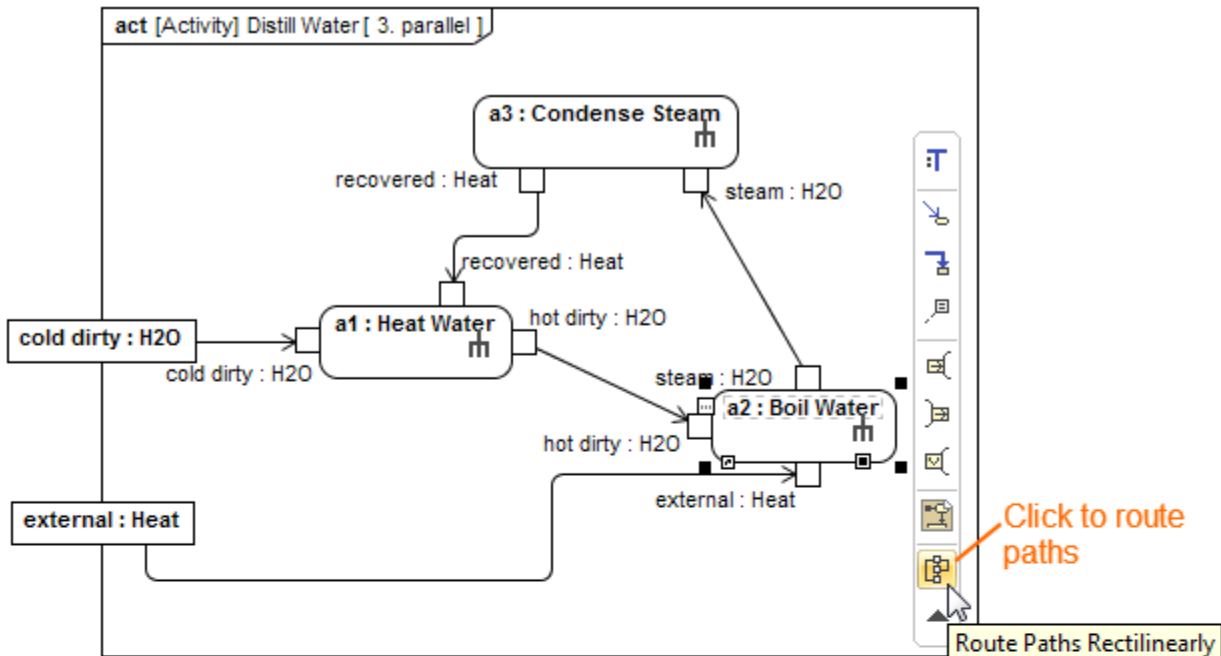 act [Activity] Distill Water [ 3. parallel ]
a3 : Condense Steam
recovered : Heat
steam : H2O
recovered : Heat
cold dirty : H2O
a1 : Heat Water
hot dirty : H2O
cold dirty : H2O
steam : H2O
a2 : Boil Water
hot dirty : H2O
external : Heat
external : Heat
:T
Click to route
paths
Route Paths Rectilinearly